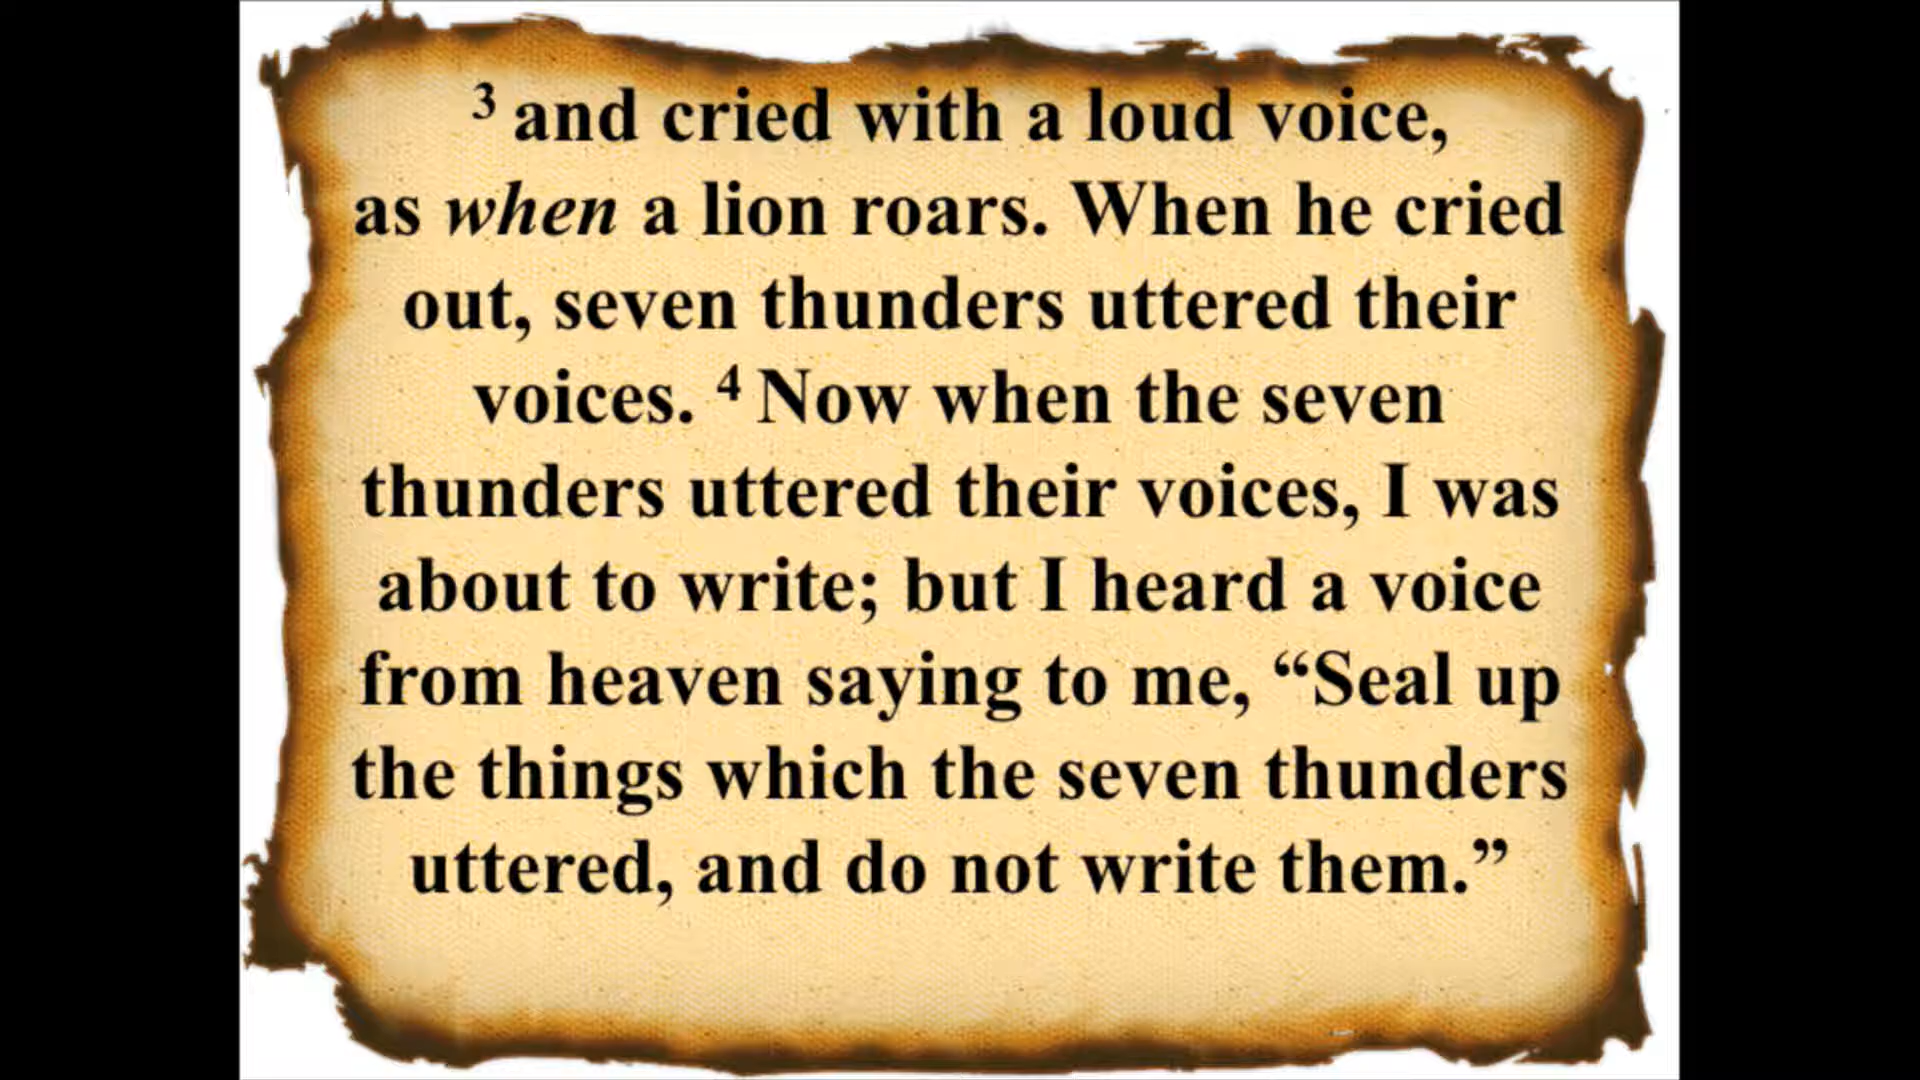 3 and cried with a loud voice,
as when a lion roars. When he cried
out, seven thunders uttered their
voices. 4 Now when the seven
thunders uttered their voices, I was
about to write; but I heard a voice
from heaven saying to me, “Seal up
the things which the seven thunders
uttered, and do not write them.”